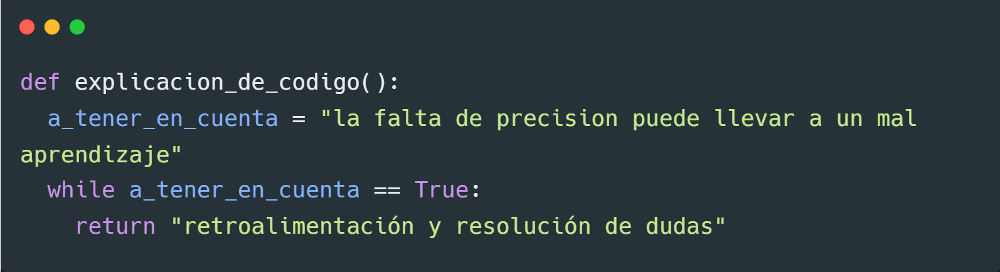 def explicacion_de_codigo():
  a_tener_en_cuenta = "la falta de precision puede llevar a un mal
aprendizaje"
  while a_tener_en_cuenta == True:
    return "retroalimentación y resolución de dudas"